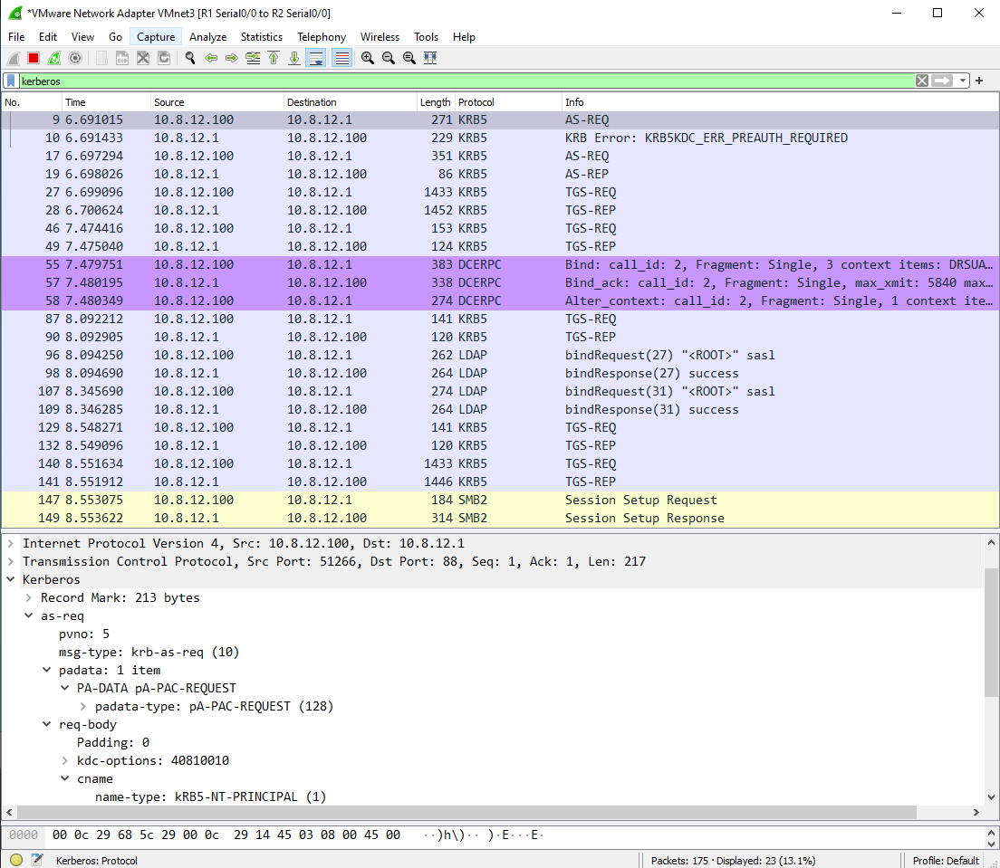 *VMware Network Adapter VMnet3 [R1 Serial0/0 to R2 Serial0/0]
File Edit View Go Capture Analyze Statistics Telephony Wireless Tools Help
kerberos
No. Time Source Destination Length Protocol Info
9 6.691015 10.8.12.100 10.8.12.1 271 KRB5 AS-REQ
10 6.691433 10.8.12.1 10.8.12.100 229 KRB5 KRB Error: KRB5KDC_ERR_PREAUTH_REQUIRED
17 6.697294 10.8.12.100 10.8.12.1 351 KRB5 AS-REQ
19 6.698026 10.8.12.1 10.8.12.100 86 KRB5 AS-REP
27 6.699096 10.8.12.100 10.8.12.1 1433 KRB5 TGS-REQ
28 6.700624 10.8.12.1 10.8.12.100 1452 KRB5 TGS-REP
46 7.474416 10.8.12.100 10.8.12.1 153 KRB5 TGS-REQ
49 7.475040 10.8.12.1 10.8.12.100 124 KRB5 TGS-REP
55 7.479751 10.8.12.100 10.8.12.1 383 DCERPC Bind: call_id: 2, Fragment: Single, 3 context items: DRSUA…
57 7.480195 10.8.12.1 10.8.12.100 338 DCERPC Bind_ack: call_id: 2, Fragment: Single, max_xmit: 5840 max…
58 7.480349 10.8.12.100 10.8.12.1 274 DCERPC Alter_context: call_id: 2, Fragment: Single, 1 context ite…
87 8.092212 10.8.12.100 10.8.12.1 141 KRB5 TGS-REQ
90 8.092905 10.8.12.1 10.8.12.100 120 KRB5 TGS-REP
96 8.094250 10.8.12.100 10.8.12.1 262 LDAP bindRequest(27) "<ROOT>" sasl
98 8.094690 10.8.12.1 10.8.12.100 264 LDAP bindResponse(27) success
107 8.345690 10.8.12.100 10.8.12.1 274 LDAP bindRequest(31) "<ROOT>" sasl
109 8.346285 10.8.12.1 10.8.12.100 264 LDAP bindResponse(31) success
129 8.548271 10.8.12.100 10.8.12.1 141 KRB5 TGS-REQ
132 8.549096 10.8.12.1 10.8.12.100 120 KRB5 TGS-REP
140 8.551634 10.8.12.100 10.8.12.1 1433 KRB5 TGS-REQ
141 8.551912 10.8.12.1 10.8.12.100 1446 KRB5 TGS-REP
147 8.553075 10.8.12.100 10.8.12.1 184 SMB2 Session Setup Request
149 8.553622 10.8.12.1 10.8.12.100 314 SMB2 Session Setup Response
Internet Protocol Version 4, Src: 10.8.12.100, Dst: 10.8.12.1
Transmission Control Protocol, Src Port: 51266, Dst Port: 88, Seq: 1, Ack: 1, Len: 217
Kerberos
Record Mark: 213 bytes
as-req
pvno: 5
msg-type: krb-as-req (10)
padata: 1 item
PA-DATA pA-PAC-REQUEST
padata-type: pA-PAC-REQUEST (128)
req-body
Padding: 0
kdc-options: 40810010
cname
name-type: kRB5-NT-PRINCIPAL (1)
0000 00 0c 29 68 5c 29 00 0c 29 14 45 03 08 00 45 00 ··)h\)·· )·E···E·
Kerberos: Protocol Packets: 175 · Displayed: 23 (13.1%) Profile: Default